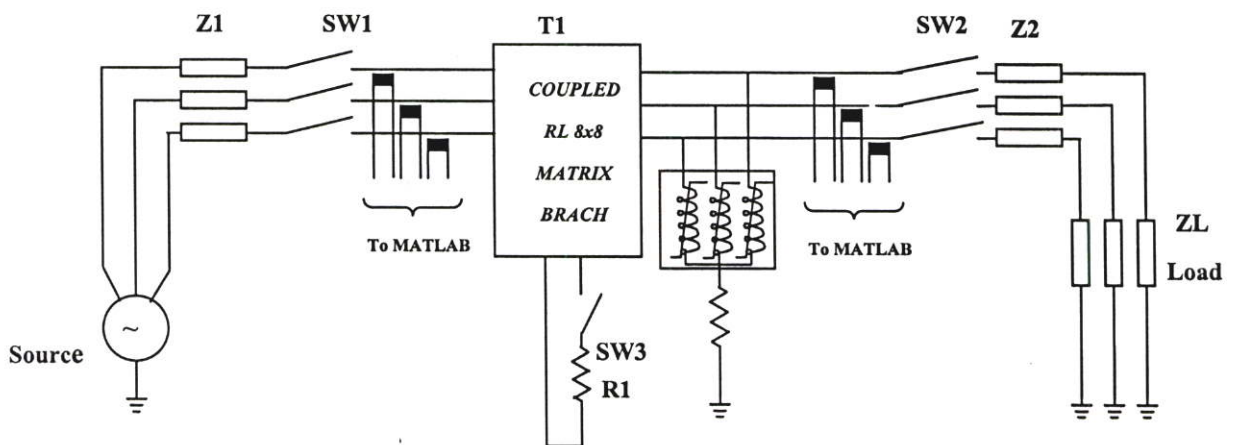 Z1 SW1 T1 SW2 Z2
COUPLED
RL 8x8
MATRIX
BRACH
To MATLAB
To MATLAB
ZL
Load
~
Source
SW3
R1